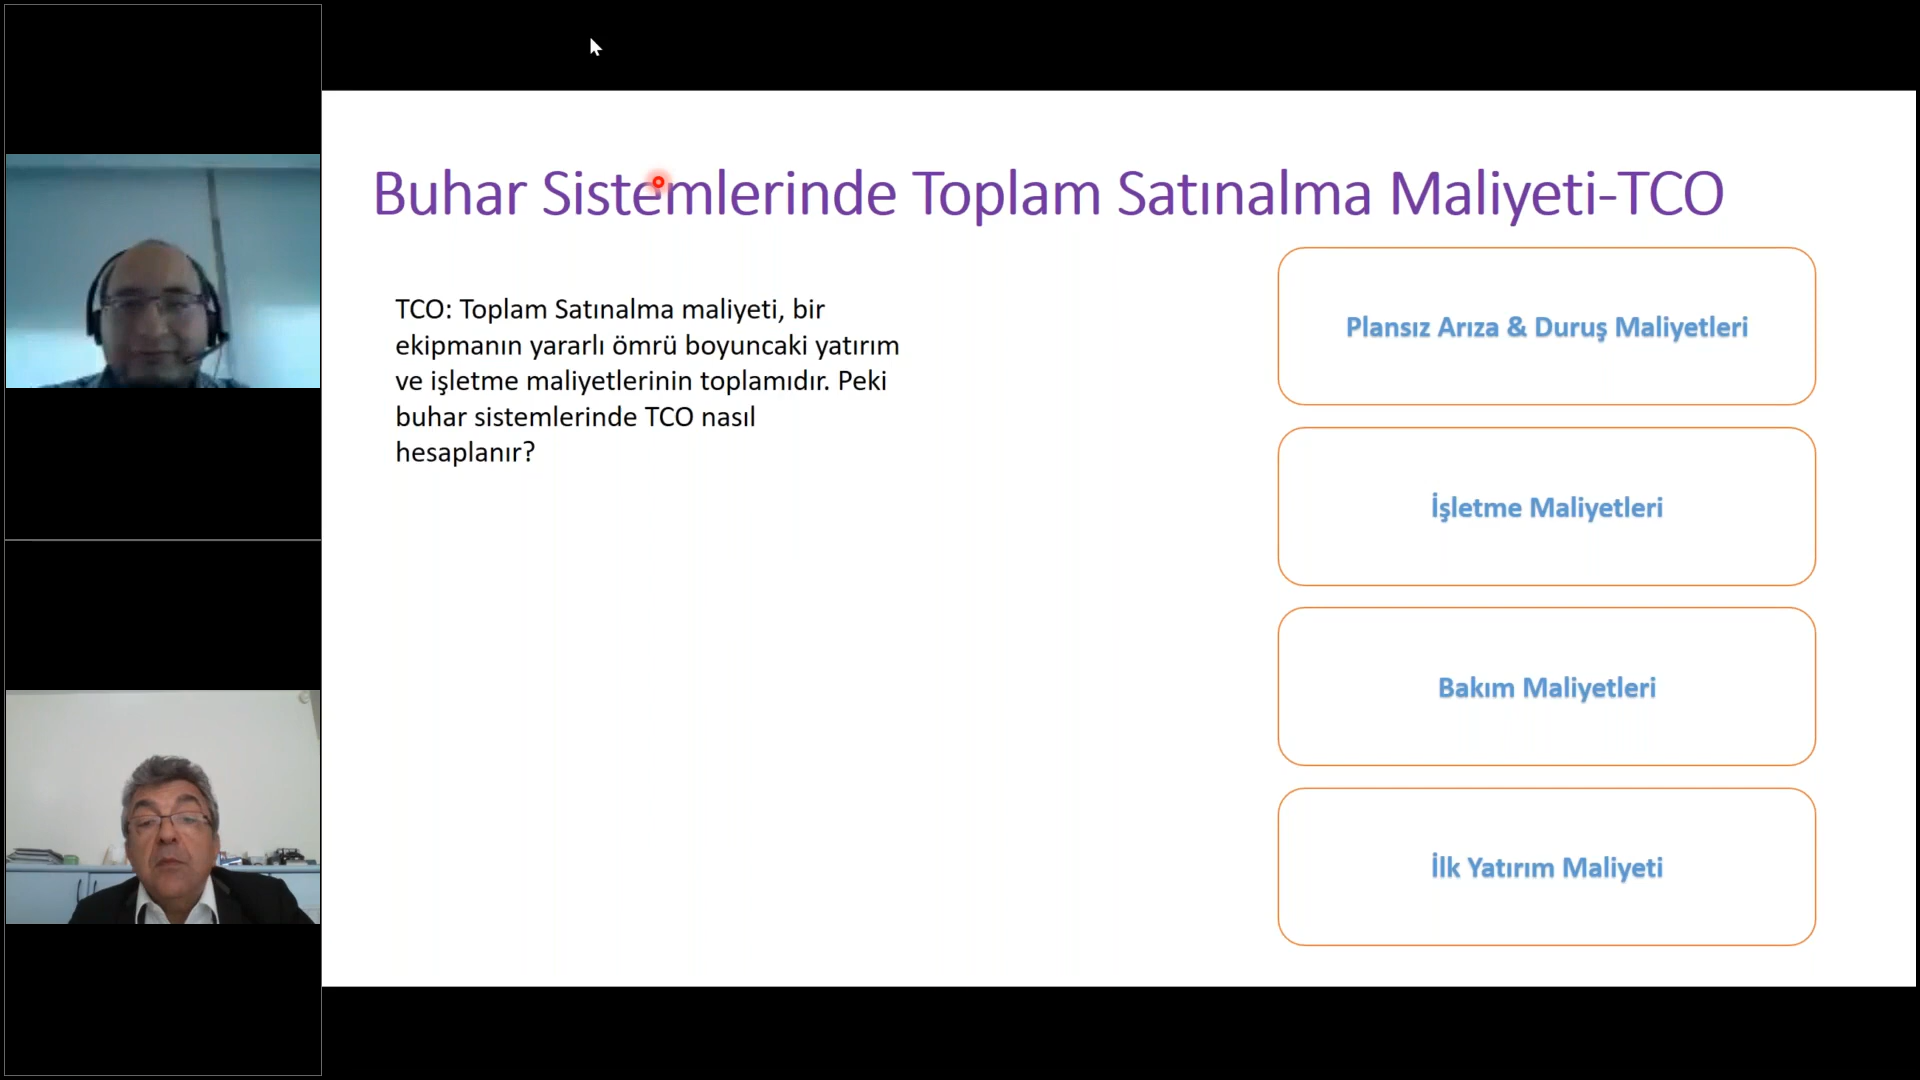 Buhar Sistemlerinde Toplam Satınalma Maliyeti-TCO
TCO: Toplam Satınalma maliyeti, bir
ekipmanın yararlı ömrü boyuncaki yatırım
ve işletme maliyetlerinin toplamıdır. Peki
buhar sistemlerinde TCO nasıl
hesaplanır?
Plansız Arıza & Duruş Maliyetleri
İşletme Maliyetleri
Bakım Maliyetleri
İlk Yatırım Maliyeti